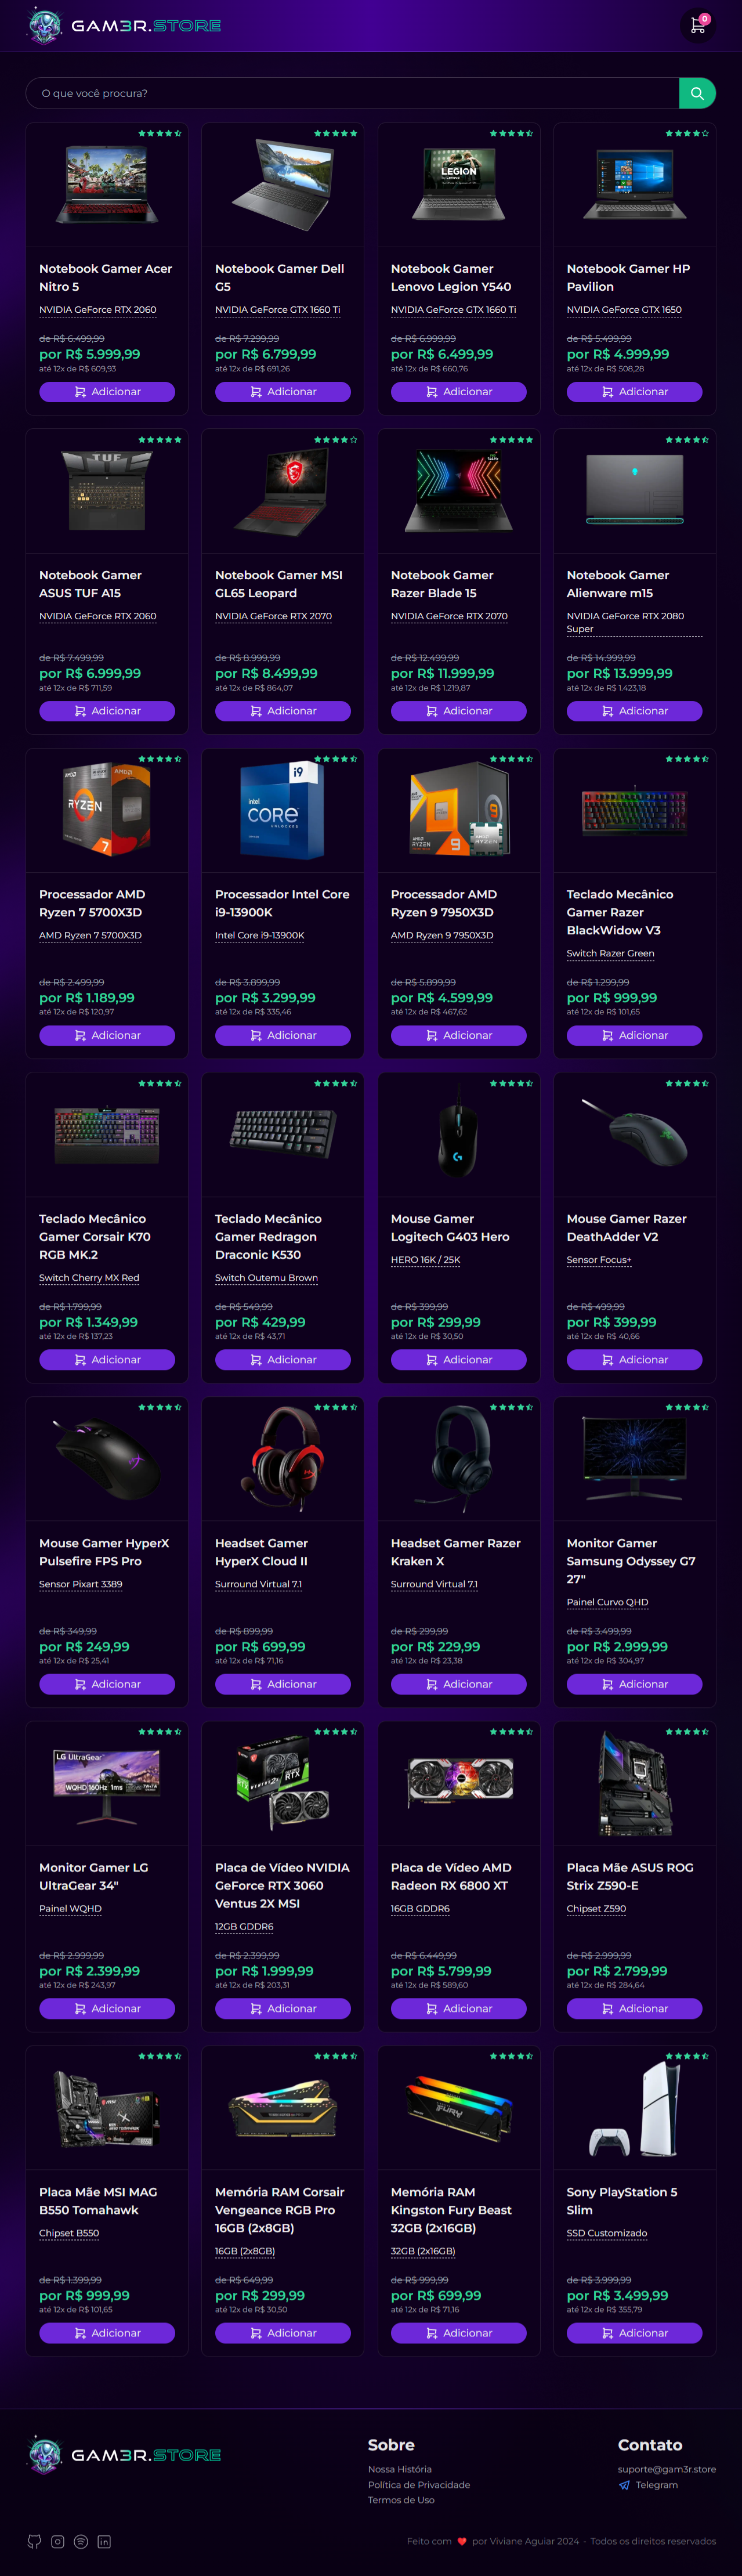 GAM3R.STORE
0
O que você procura?
LEGION
Notebook Gamer Acer
Nitro 5
NVIDIA GeForce RTX 2060
de R$ 6.499,99
por R$ 5.999,99
até 12x de R$ 609,93
Adicionar
Notebook Gamer Dell
G5
NVIDIA GeForce GTX 1660 Ti
de R$ 7.299,99
por R$ 6.799,99
até 12x de R$ 691,26
Adicionar
Notebook Gamer
Lenovo Legion Y540
NVIDIA GeForce GTX 1660 Ti
de R$ 6.999,99
por R$ 6.499,99
até 12x de R$ 660,76
Adicionar
Notebook Gamer HP
Pavilion
NVIDIA GeForce GTX 1650
de R$ 5.499,99
por R$ 4.999,99
até 12x de R$ 508,28
Adicionar
TUF
Notebook Gamer
ASUS TUF A15
NVIDIA GeForce RTX 2060
de R$ 7.499,99
por R$ 6.999,99
até 12x de R$ 711,59
Adicionar
Notebook Gamer MSI
GL65 Leopard
NVIDIA GeForce RTX 2070
de R$ 8.999,99
por R$ 8.499,99
até 12x de R$ 864,07
Adicionar
Notebook Gamer
Razer Blade 15
NVIDIA GeForce RTX 2070
de R$ 12.499,99
por R$ 11.999,99
até 12x de R$ 1.219,87
Adicionar
Notebook Gamer
Alienware m15
NVIDIA GeForce RTX 2080
Super
de R$ 14.999,99
por R$ 13.999,99
até 12x de R$ 1.423,18
Adicionar
AMD
RYZEN
7
Processador AMD
Ryzen 7 5700X3D
AMD Ryzen 7 5700X3D
de R$ 2.499,99
por R$ 1.189,99
até 12x de R$ 120,97
Adicionar
i9
intel
CORE
UNLOCKED
Processador Intel Core
i9-13900K
Intel Core i9-13900K
de R$ 3.899,99
por R$ 3.299,99
até 12x de R$ 335,46
Adicionar
AMD
RYZEN
9
Processador AMD
Ryzen 9 7950X3D
AMD Ryzen 9 7950X3D
de R$ 5.899,99
por R$ 4.599,99
até 12x de R$ 467,62
Adicionar
Teclado Mecânico
Gamer Razer
BlackWidow V3
Switch Razer Green
de R$ 1.299,99
por R$ 999,99
até 12x de R$ 101,65
Adicionar
Teclado Mecânico
Gamer Corsair K70
RGB MK.2
Switch Cherry MX Red
de R$ 1.799,99
por R$ 1.349,99
até 12x de R$ 137,23
Adicionar
Teclado Mecânico
Gamer Redragon
Draconic K530
Switch Outemu Brown
de R$ 549,99
por R$ 429,99
até 12x de R$ 43,71
Adicionar
Mouse Gamer
Logitech G403 Hero
HERO 16K / 25K
de R$ 399,99
por R$ 299,99
até 12x de R$ 30,50
Adicionar
Mouse Gamer Razer
DeathAdder V2
Sensor Focus+
de R$ 499,99
por R$ 399,99
até 12x de R$ 40,66
Adicionar
Mouse Gamer HyperX
Pulsefire FPS Pro
Sensor Pixart 3389
de R$ 349,99
por R$ 249,99
até 12x de R$ 25,41
Adicionar
Headset Gamer
HyperX Cloud II
Surround Virtual 7.1
de R$ 899,99
por R$ 699,99
até 12x de R$ 71,16
Adicionar
Headset Gamer Razer
Kraken X
Surround Virtual 7.1
de R$ 299,99
por R$ 229,99
até 12x de R$ 23,38
Adicionar
Monitor Gamer
Samsung Odyssey G7
27"
Painel Curvo QHD
de R$ 3.499,99
por R$ 2.999,99
até 12x de R$ 304,97
Adicionar
LG UltraGear
WQHD 160Hz 1ms
Monitor Gamer LG
UltraGear 34"
Painel WQHD
de R$ 2.999,99
por R$ 2.399,99
até 12x de R$ 243,97
Adicionar
RTX
Placa de Vídeo NVIDIA
GeForce RTX 3060
Ventus 2X MSI
12GB GDDR6
de R$ 2.399,99
por R$ 1.999,99
até 12x de R$ 203,31
Adicionar
Placa de Vídeo AMD
Radeon RX 6800 XT
16GB GDDR6
de R$ 6.449,99
por R$ 5.799,99
até 12x de R$ 589,60
Adicionar
Placa Mãe ASUS ROG
Strix Z590-E
Chipset Z590
de R$ 2.999,99
por R$ 2.799,99
até 12x de R$ 284,64
Adicionar
Placa Mãe MSI MAG
B550 Tomahawk
Chipset B550
de R$ 1.399,99
por R$ 999,99
até 12x de R$ 101,65
Adicionar
Memória RAM Corsair
Vengeance RGB Pro
16GB (2x8GB)
16GB (2x8GB)
de R$ 649,99
por R$ 299,99
até 12x de R$ 30,50
Adicionar
FURY
Memória RAM
Kingston Fury Beast
32GB (2x16GB)
32GB (2x16GB)
de R$ 999,99
por R$ 699,99
até 12x de R$ 71,16
Adicionar
Sony PlayStation 5
Slim
SSD Customizado
de R$ 3.999,99
por R$ 3.499,99
até 12x de R$ 355,79
Adicionar
GAM3R.STORE
Sobre
Nossa História
Política de Privacidade
Termos de Uso
Contato
suporte@gam3r.store
Telegram
Feito com ❤️ por Viviane Aguiar 2024 - Todos os direitos reservados